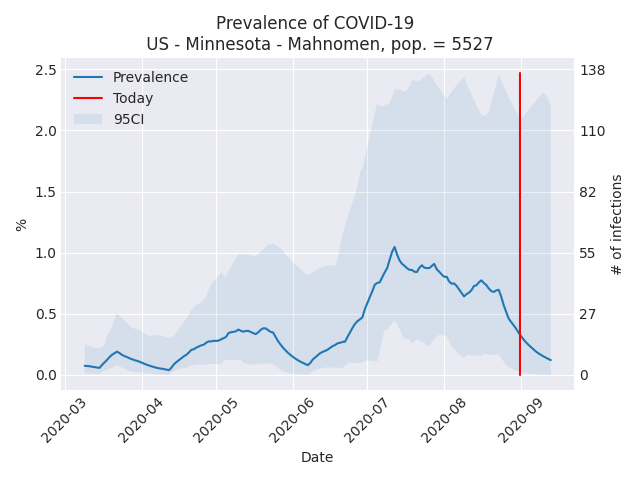 Prevalence of COVID-19
US - Minnesota - Mahnomen, pop. = 5527
Prevalence
Today
95CI
2.5
2.0
1.5
1.0
0.5
0.0
%
138
110
82
55
27
0
# of infections
2020-03
2020-04
2020-05
2020-06
2020-07
2020-08
2020-09
Date